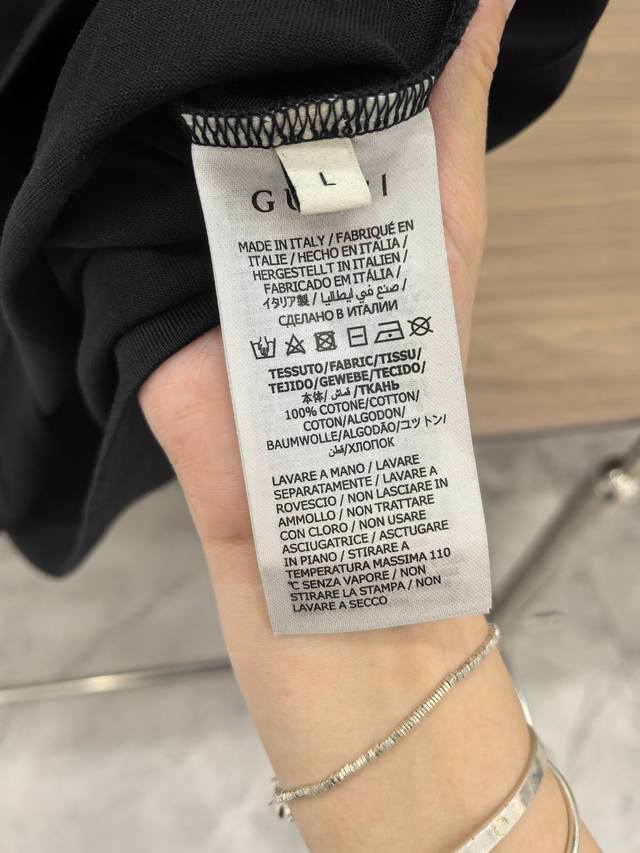 L
GUCCI
MADE IN ITALY / FABRIQUÉ EN
ITALIE / HECHO EN ITALIA /
HERGESTELLT IN ITALIEN /
FABRICADO EM ITÁLIA /
イタリア製 / صنع في ايطاليا /
СДЕЛАНО В ИТАЛИИ
TESSUTO/FABRIC/TISSU/
TEJIDO/GEWEBE/TECIDO/
本体/ قماش /ТКАНЬ
100% COTONE/COTTON/
COTON/ALGODON/
BAUMWOLLE/ALGODÃO/コットン/
قطن/ХЛОПОК
LAVARE A MANO / LAVARE
SEPARATAMENTE / LAVARE A
ROVESCIO / NON LASCIARE IN
AMMOLLO / NON TRATTARE
CON CLORO / NON USARE
ASCIUGATRICE / ASCTUGARE
IN PIANO / STIRARE A
TEMPERATURA MASSIMA 110
°C SENZA VAPORE / NON
STIRARE LA STAMPA / NON
LAVARE A SECCO